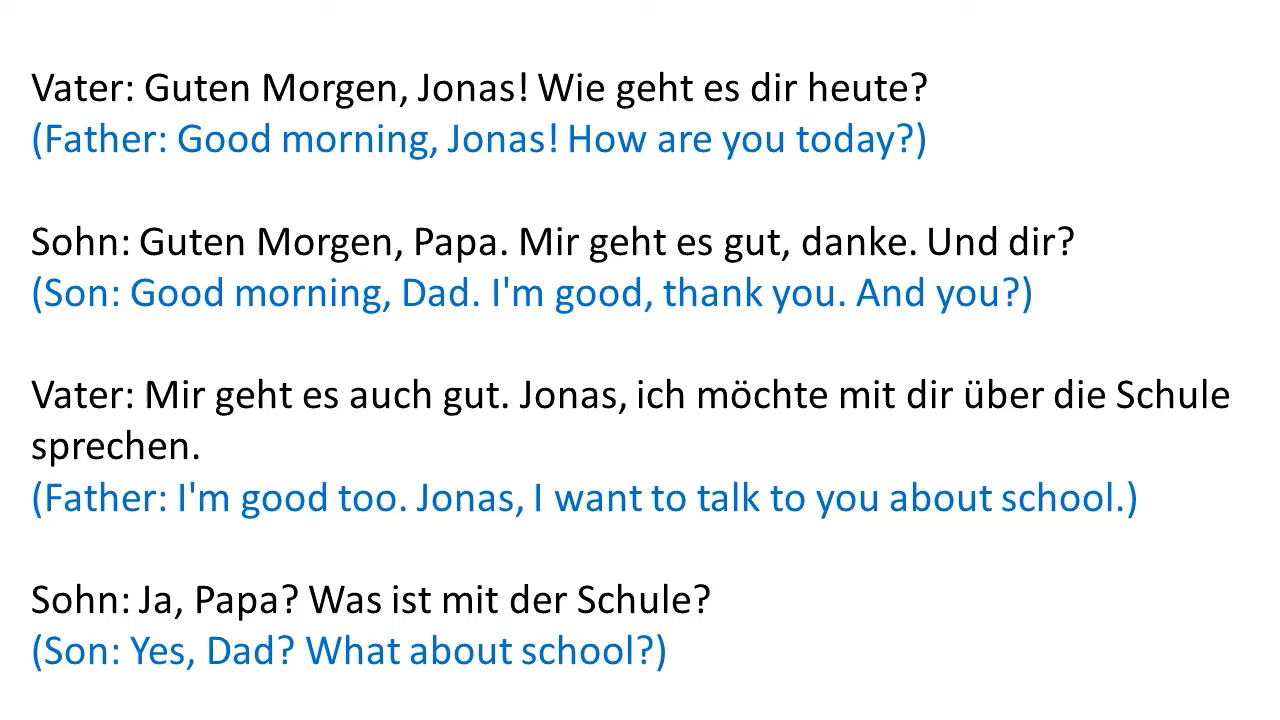 Vater: Guten Morgen, Jonas! Wie geht es dir heute?
(Father: Good morning, Jonas! How are you today?)
Sohn: Guten Morgen, Papa. Mir geht es gut, danke. Und dir?
(Son: Good morning, Dad. I'm good, thank you. And you?)
Vater: Mir geht es auch gut. Jonas, ich möchte mit dir über die Schule
sprechen.
(Father: I'm good too. Jonas, I want to talk to you about school.)
Sohn: Ja, Papa? Was ist mit der Schule?
(Son: Yes, Dad? What about school?)